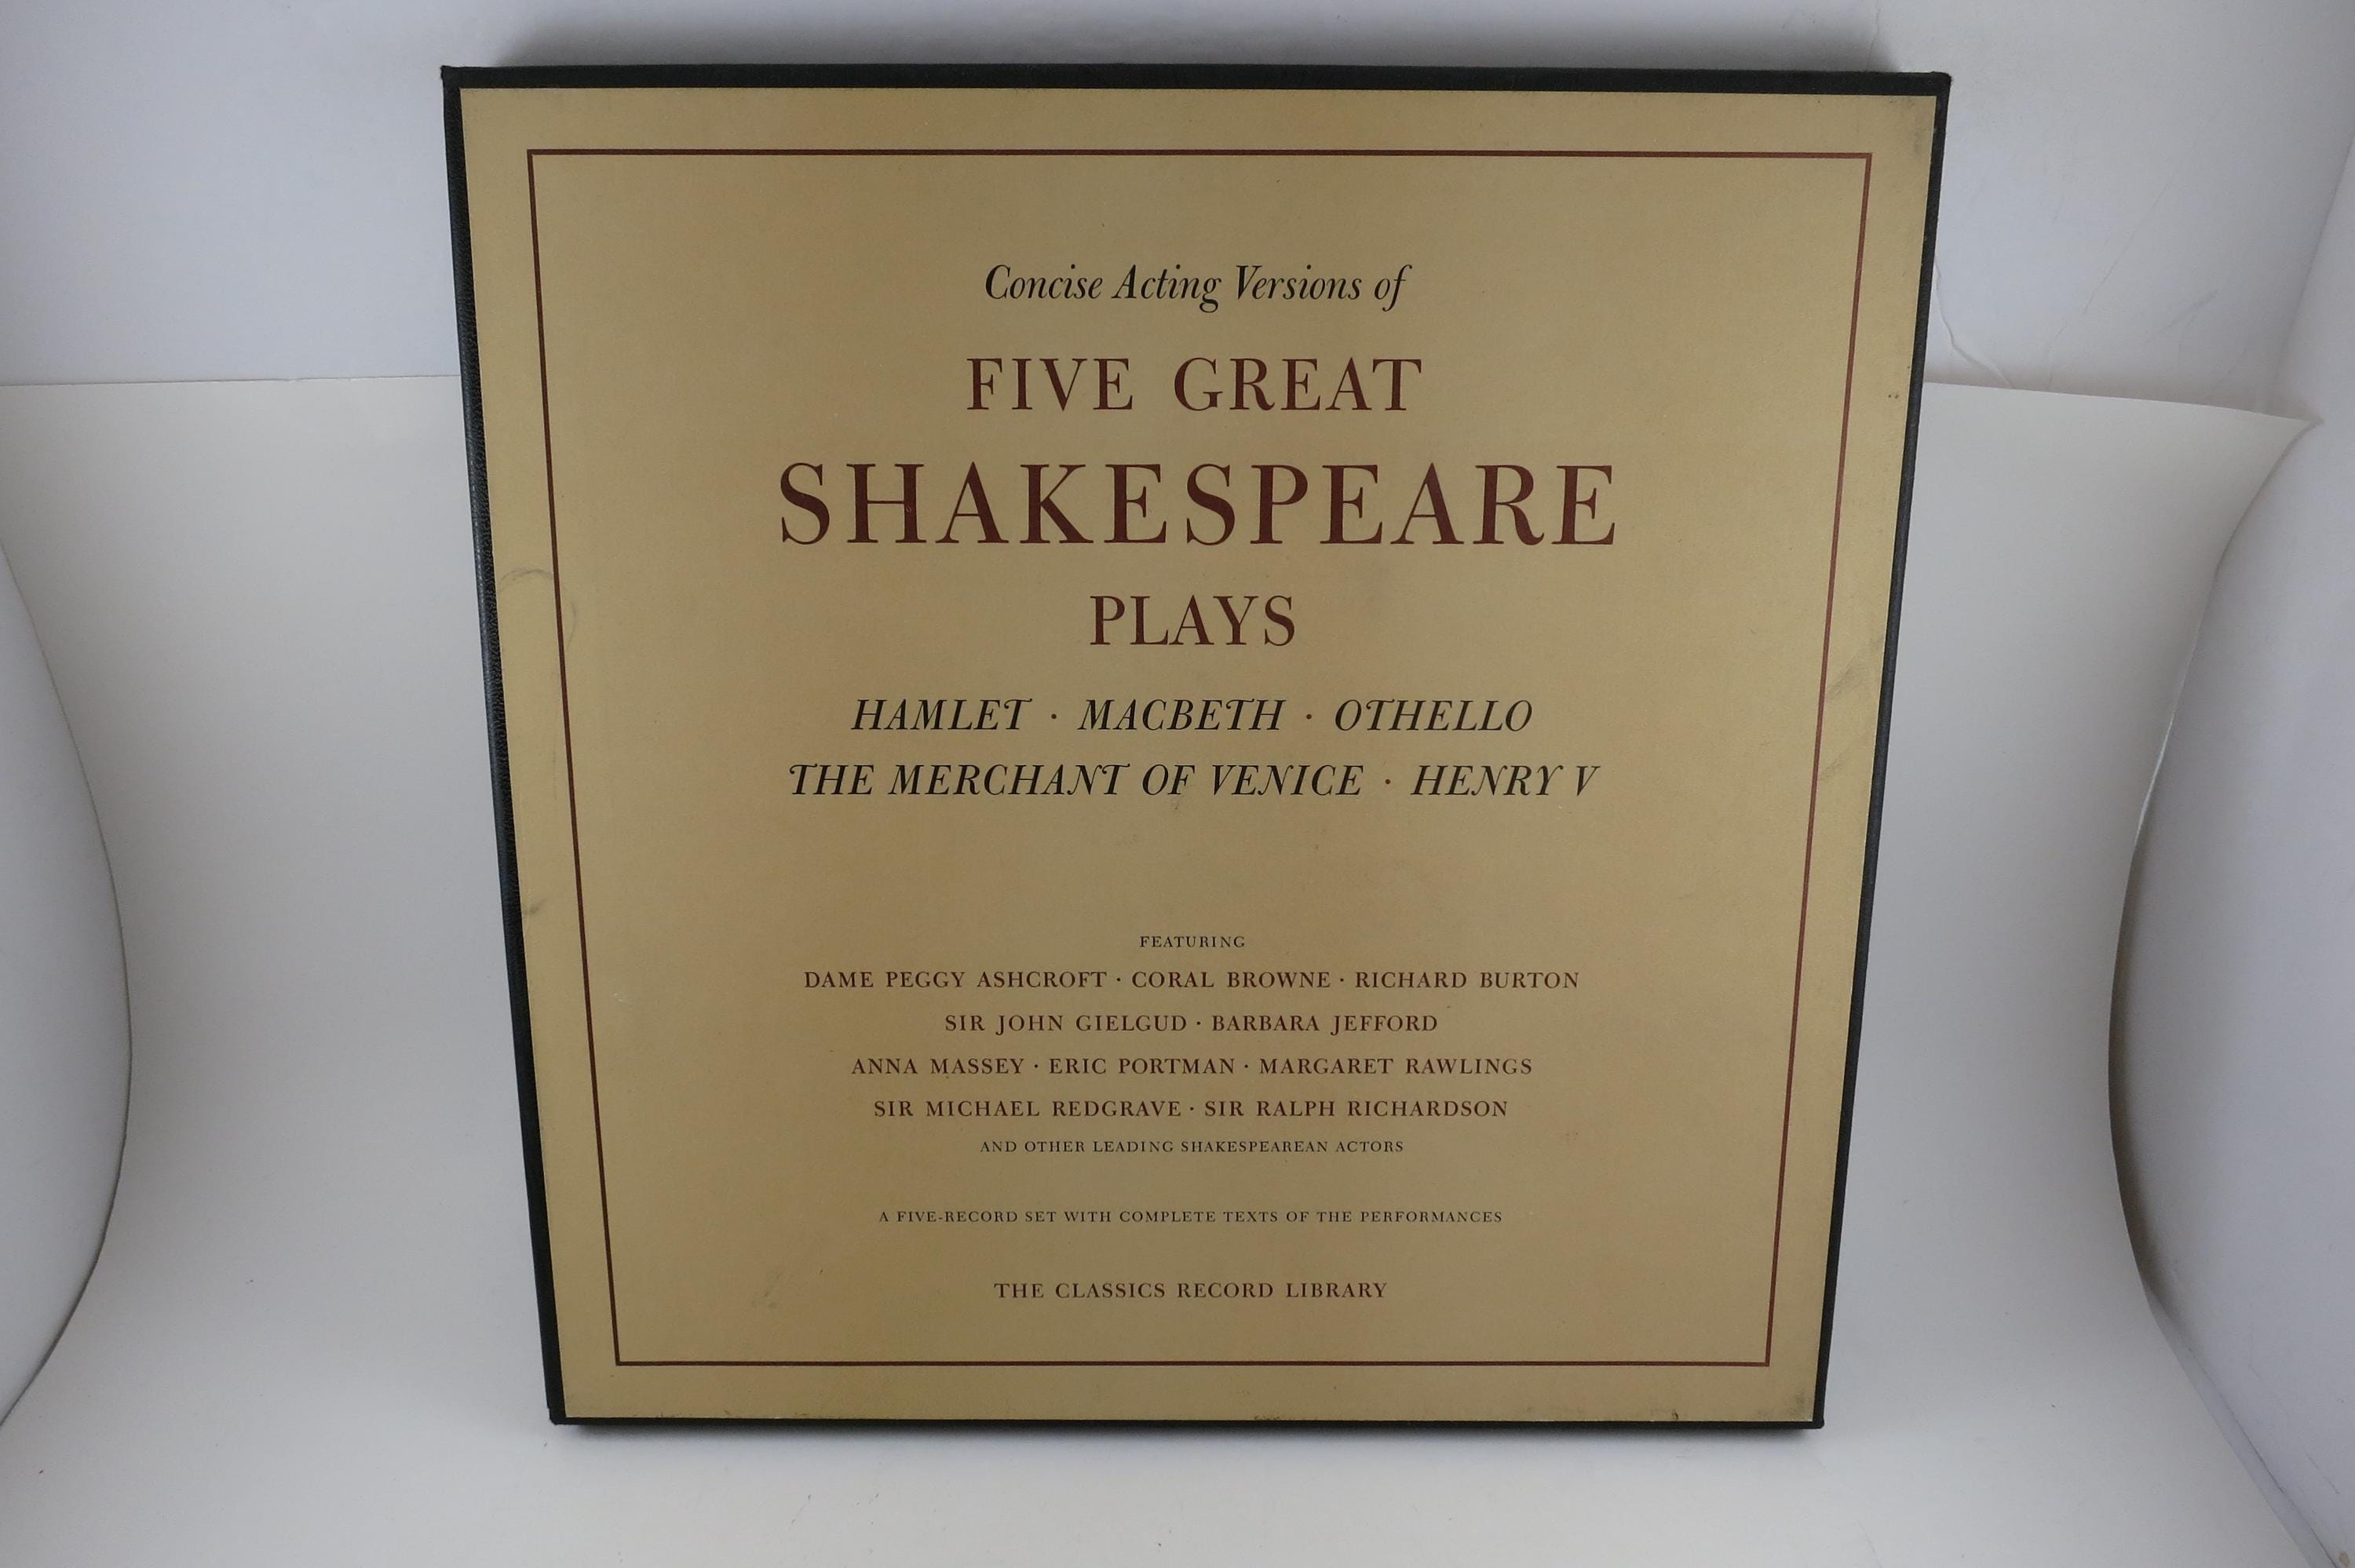 Concise Acting Versions of
FIVE GREAT
SHAKESPEARE
PLAYS
HAMLET · MACBETH · OTHELLO
THE MERCHANT OF VENICE · HENRY V
FEATURING
DAME PEGGY ASHCROFT · CORAL BROWNE · RICHARD BURTON
SIR JOHN GIELGUD · BARBARA JEFFORD
ANNA MASSEY · ERIC PORTMAN · MARGARET RAWLINGS
SIR MICHAEL REDGRAVE · SIR RALPH RICHARDSON
AND OTHER LEADING SHAKESPEAREAN ACTORS
A FIVE-RECORD SET WITH COMPLETE TEXTS OF THE PERFORMANCES
THE CLASSICS RECORD LIBRARY